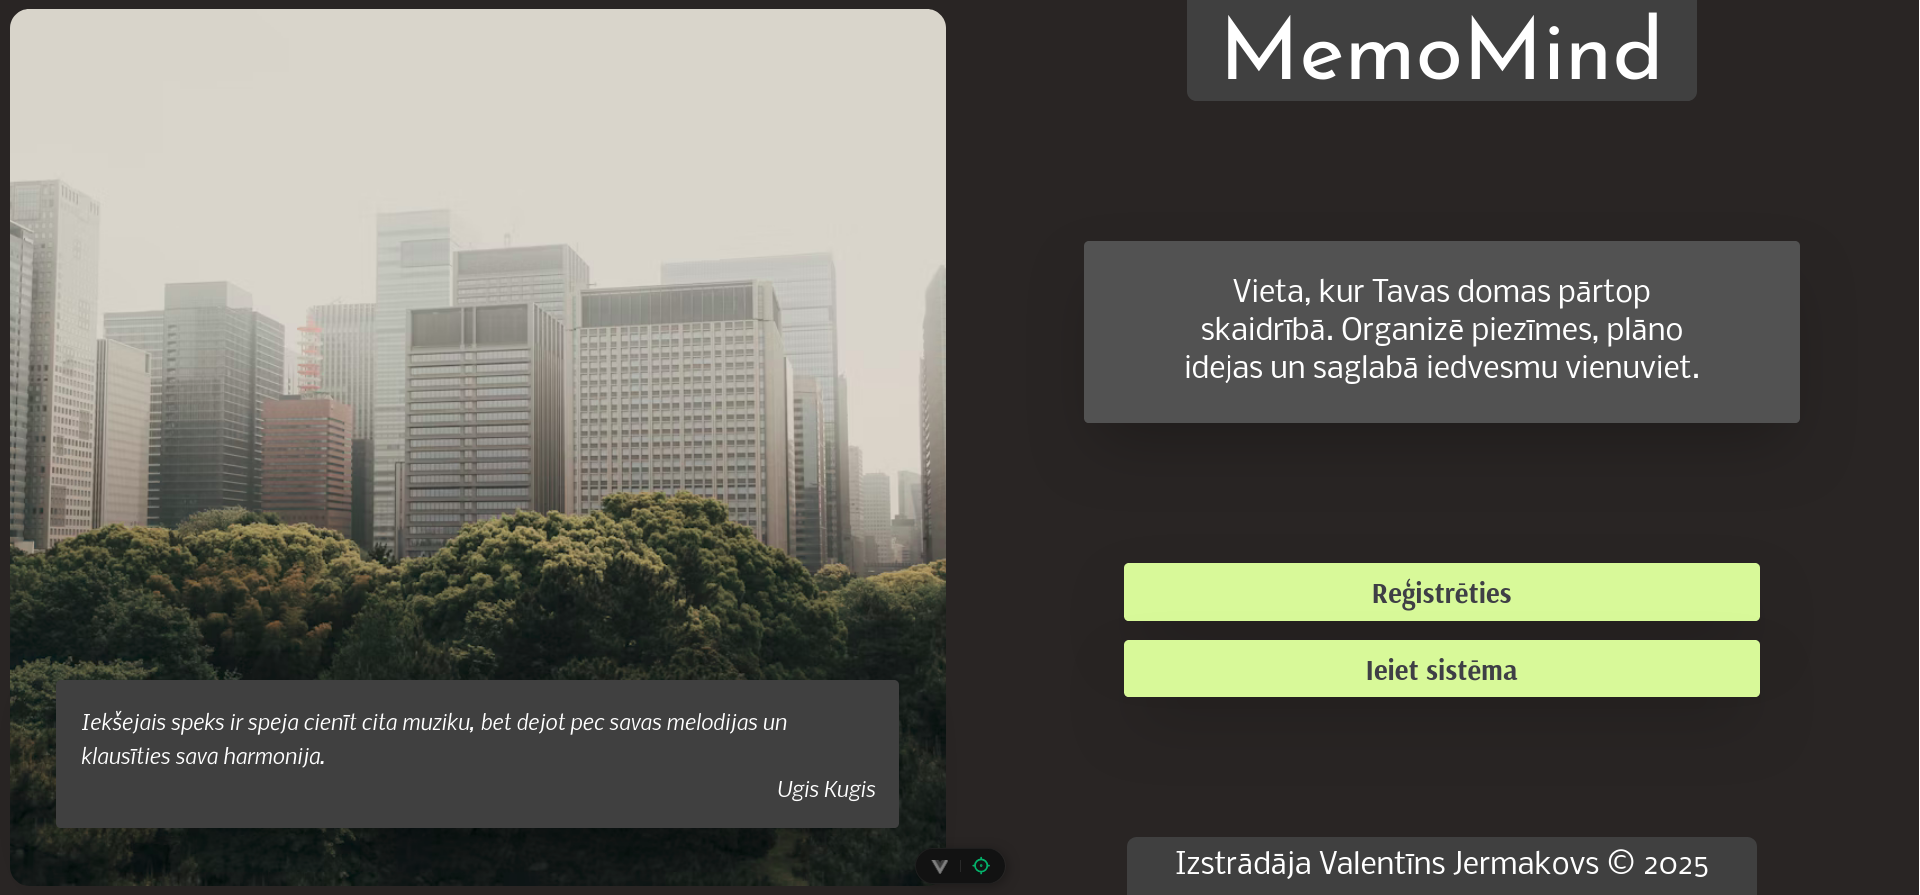 MemoMind
Vieta, kur Tavas domas pārtop
skaidrībā. Organizē piezīmes, plāno
idejas un saglabā iedvesmu vienuviet.
Reģistrēties
Ieiet sistēma
Iekšejais speks ir speja cienīt cita muziku, bet dejot pec savas melodijas un
klausīties sava harmonija.
Ugis Kugis
Izstrādāja Valentīns Jermakovs © 2025